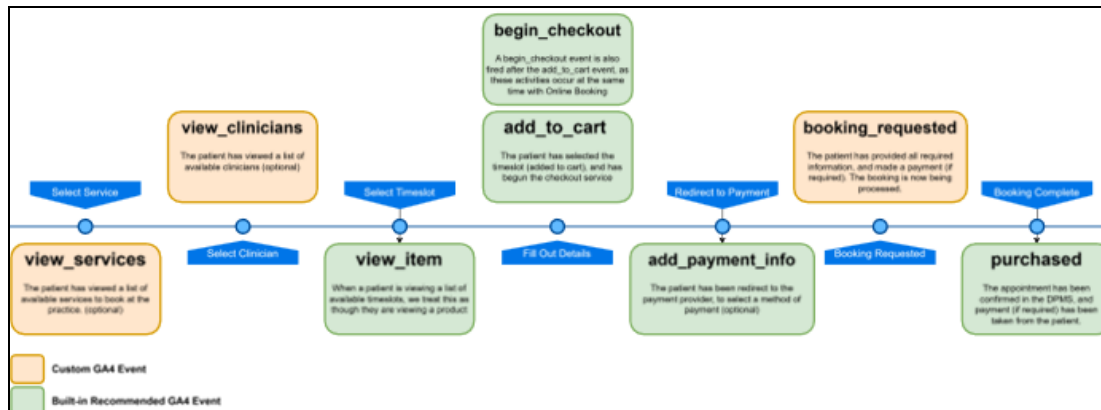 begin_checkout
A begin_checkout event is also
fired after the add_to_cart event, as
these activities occur at the same
time with Online Booking
view_clinicians
The patient has viewed a list of
available clinicians (optional)
add_to_cart
The patient has selected the
timeslot (added to cart), and has
begun the checkout service
booking_requested
The patient has provided all required
information, and made a payment (if
required). The booking is now being
processed.
Select Service
Select Timeslot
Redirect to Payment
Booking Complete
Select Clinician
Fill Out Details
Booking Requested
view_services
The patient has viewed a list of
available services to book at the
practice. (optional)
view_item
When a patient is viewing a list of
available timeslots, we treat this as
though they are viewing a product
add_payment_info
The patient has been redirect to the
payment provider, to select a method of
payment (optional)
purchased
The appointment has been
confirmed in the DPMS, and
payment (if required) has been
taken from the patient.
Custom GA4 Event
Built-in Recommended GA4 Event